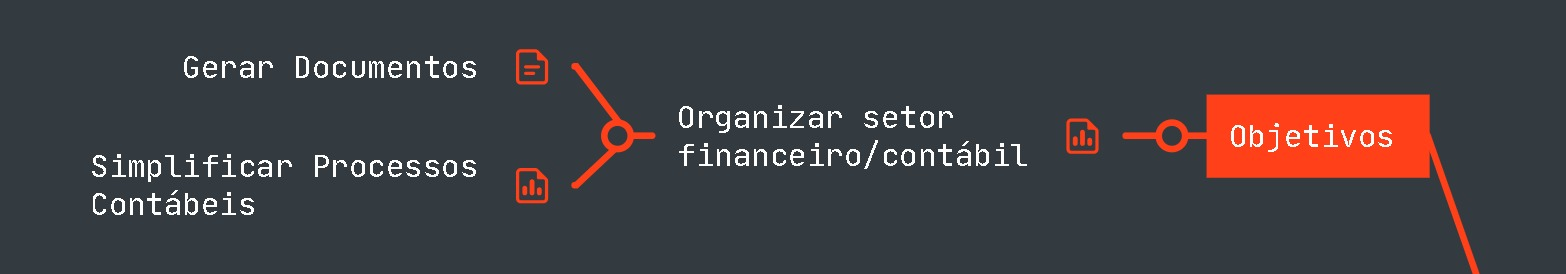 Gerar Documentos
Simplificar Processos
Contábeis
Organizar setor
financeiro/contábil
Objetivos